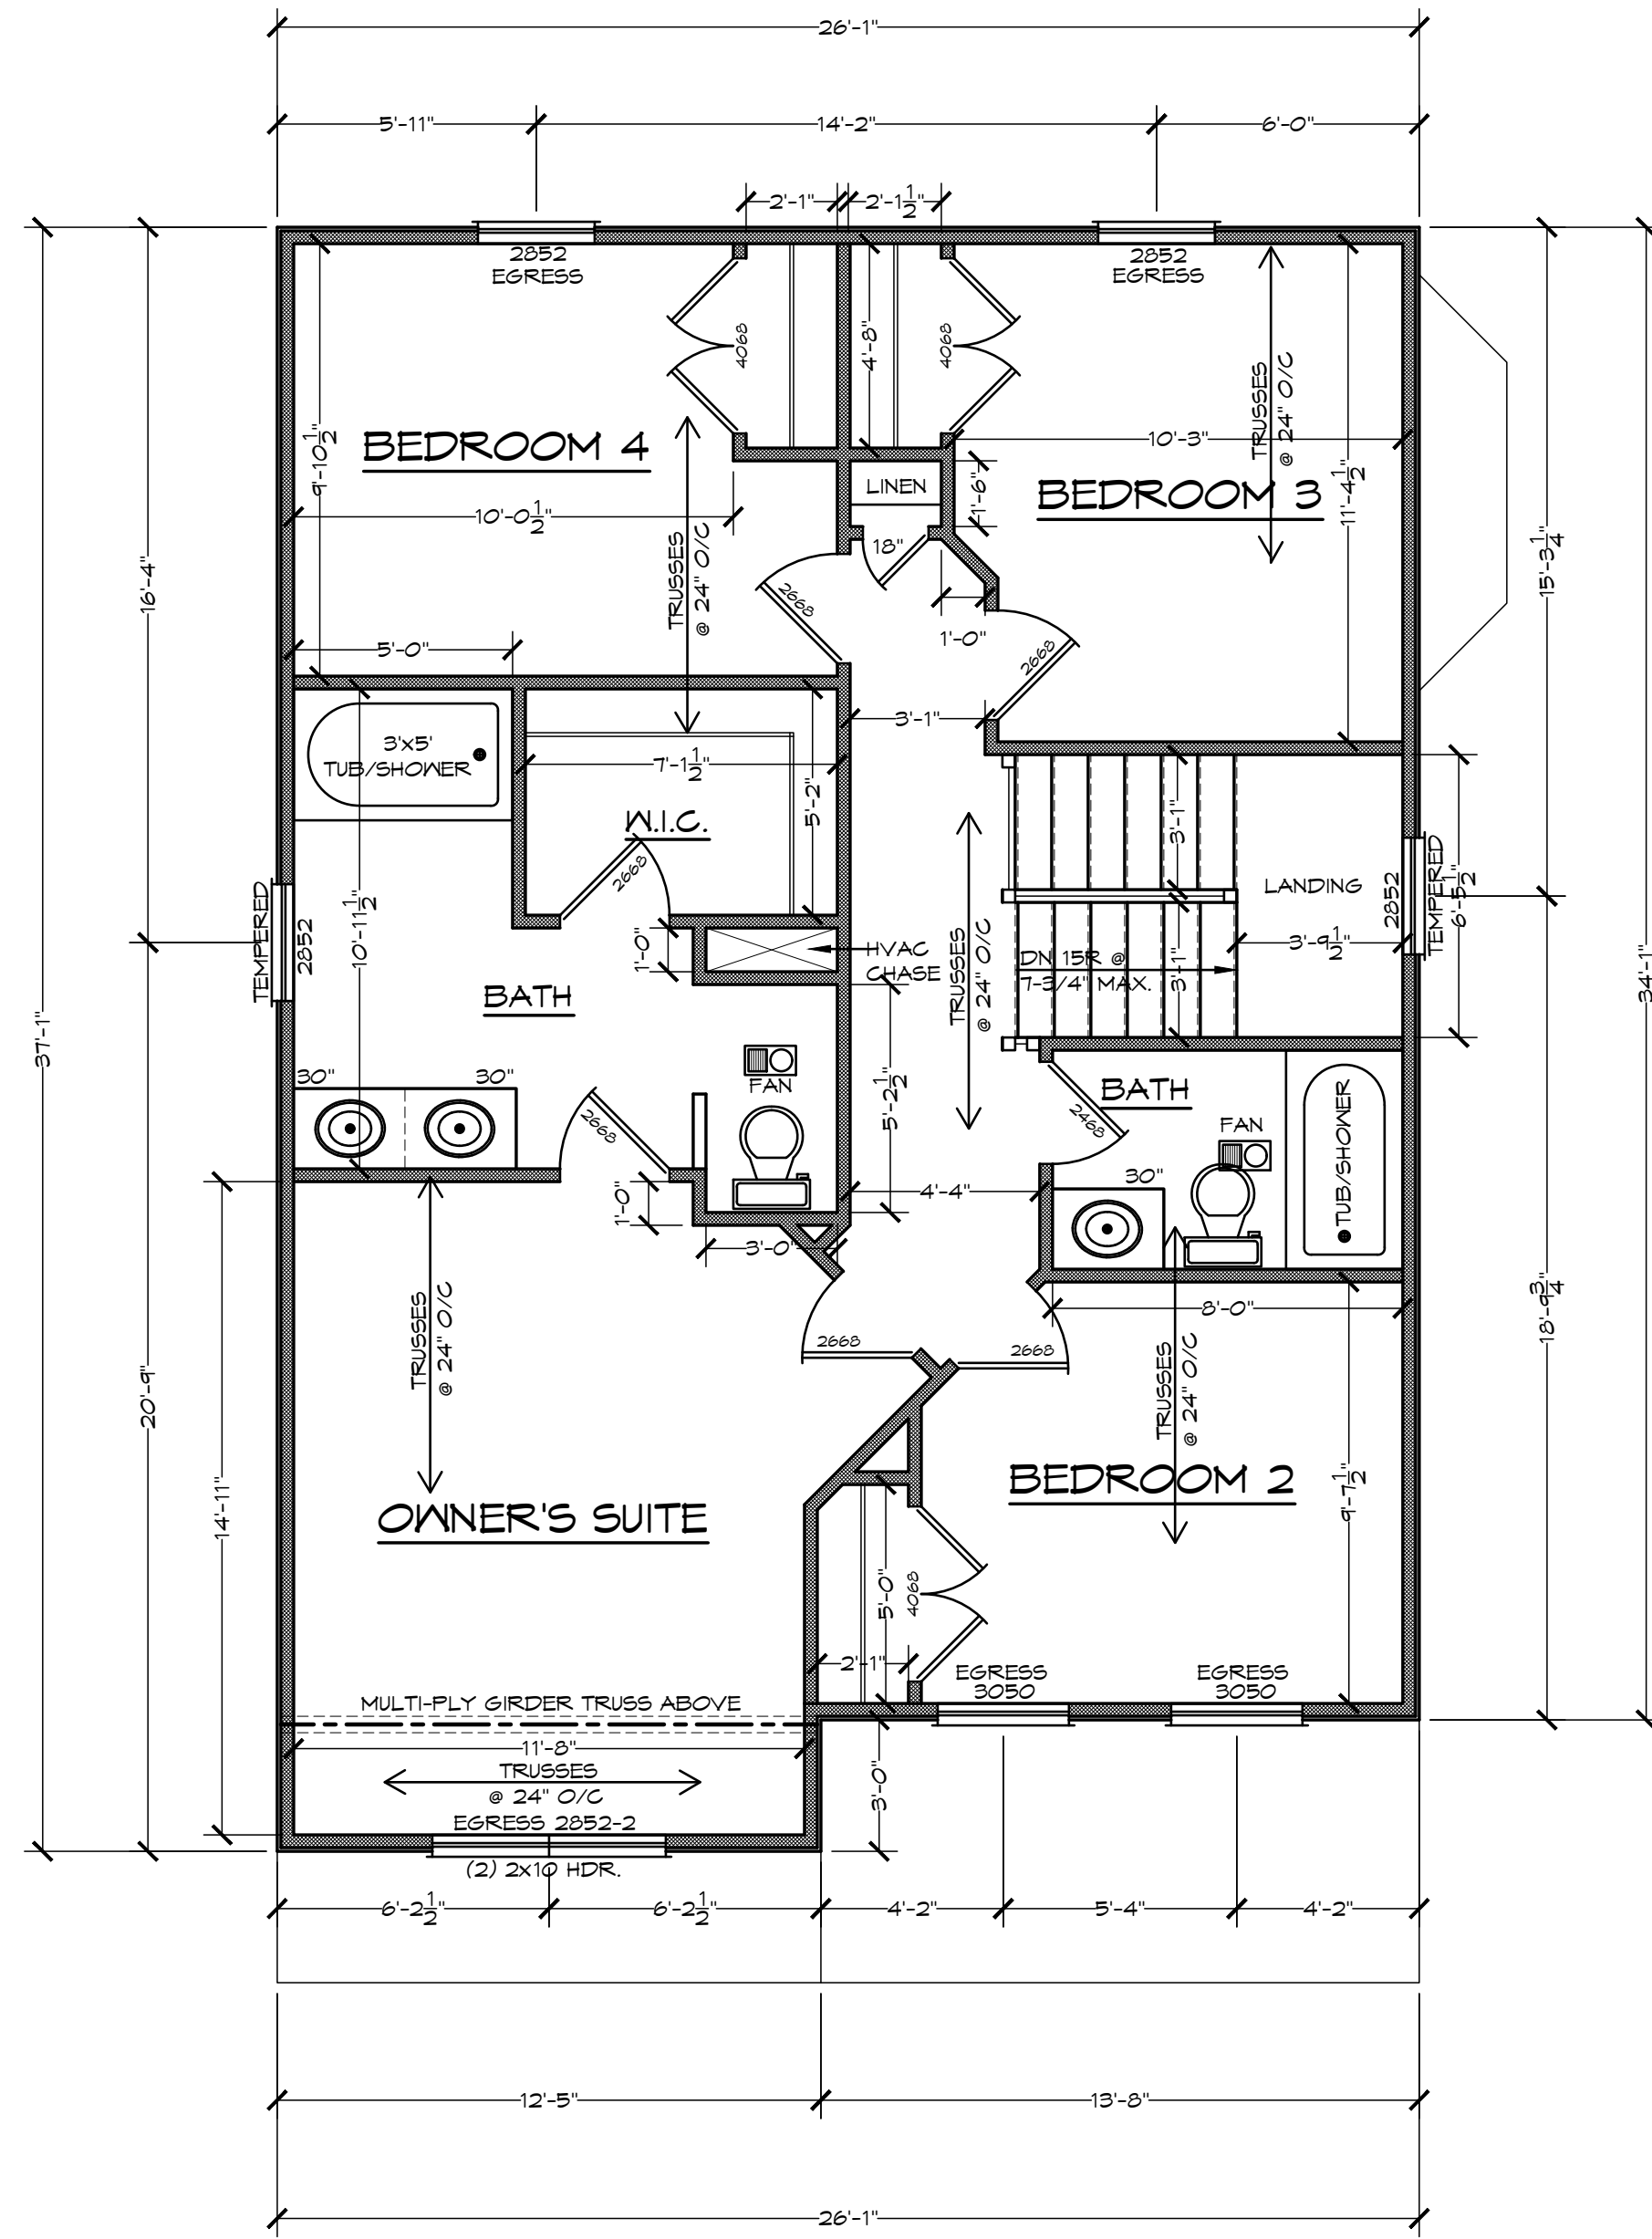 26'-1"
5'-11" 14'-2" 6'-0"
2'-1" 2'-1 1/2"
2852
EGRESS
2852
EGRESS
4068
4'-8"
4068
TRUSSES
@ 24" O/C
9'-10 1/2"
BEDROOM 4
10'-3"
11'-4 1/2"
LINEN
1'-6"
BEDROOM 3
10'-0 1/2"
TRUSSES
@ 24" O/C
18"
16'-4"
15'-3 1/4"
2668
1'-0"
2668
5'-0"
3'-1"
3'x5'
TUB/SHOWER
7'-1 1/2"
5'-2"
W.I.C.
2668
3'-1"
LANDING
2852
TEMPERED
6'-5 1/2"
TEMPERED
2852
10'-11 1/2"
1'-0"
HVAC
CHASE
TRUSSES
@ 24" O/C
3'-9 1/2"
DN 15R @
7-3/4" MAX.
3'-1"
BATH
34'-1"
37'-1"
30" 30"
FAN
5'-2 1/2"
BATH
2668
2468
FAN
TUB/SHOWER
30"
4'-4"
1'-0"
3'-0"
8'-0"
18'-9 3/4"
TRUSSES
@ 24" O/C
2668
2668
TRUSSES
@ 24" O/C
20'-9"
14'-11"
BEDROOM 2
9'-7 1/2"
OWNER'S SUITE
5'-0"
4068
2'-1"
EGRESS
3050
EGRESS
3050
MULTI-PLY GIRDER TRUSS ABOVE
11'-8"
TRUSSES
@ 24" O/C
3'-0"
EGRESS 2852-2
(2) 2x10 HDR.
6'-2 1/2" 6'-2 1/2" 4'-2" 5'-4" 4'-2"
12'-5" 13'-8"
26'-1"